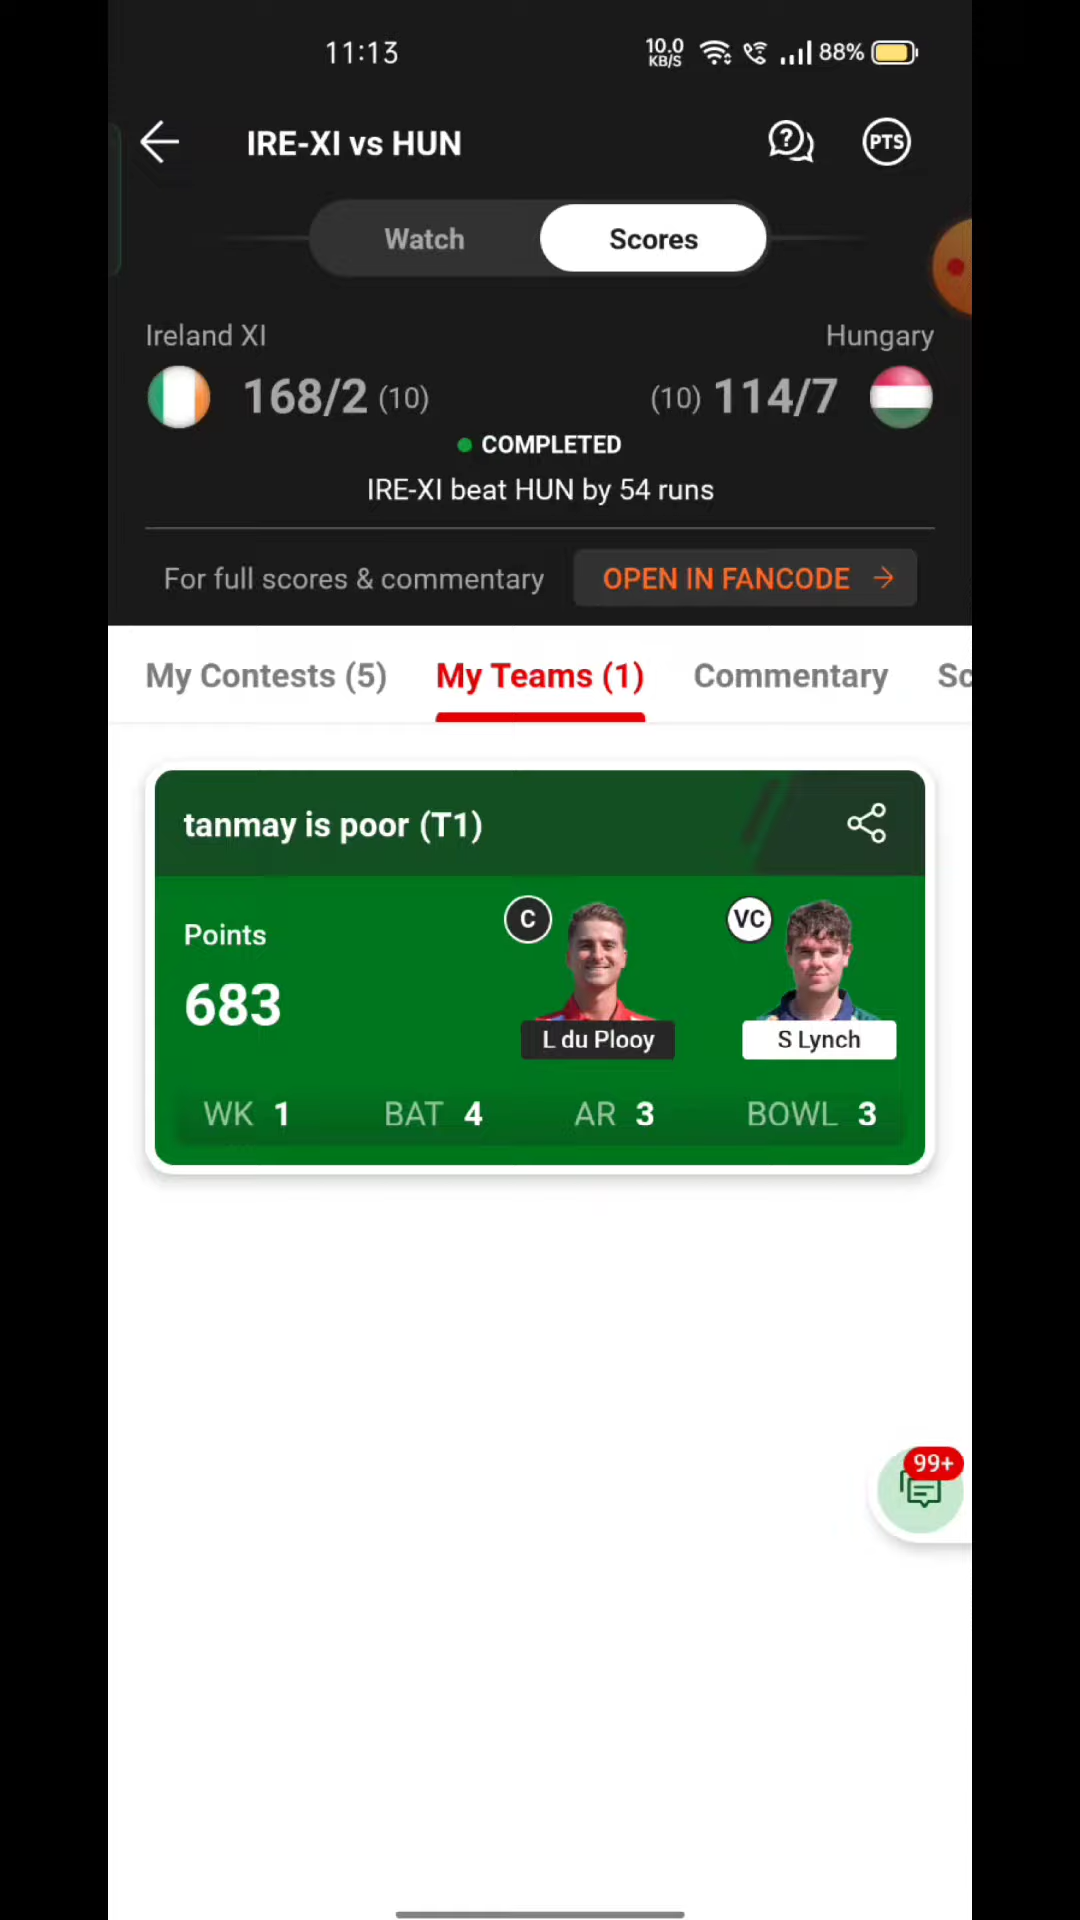 11:13
10.0
KB/S
88%
IRE-XI vs HUN
PTS
Watch
Scores
Ireland XI
Hungary
168/2 (10)
(10) 114/7
COMPLETED
IRE-XI beat HUN by 54 runs
For full scores & commentary
OPEN IN FANCODE
My Contests (5)
My Teams (1)
Commentary
Sc
tanmay is poor (T1)
Points
683
C
VC
L du Plooy
S Lynch
WK 1
BAT 4
AR 3
BOWL 3
99+